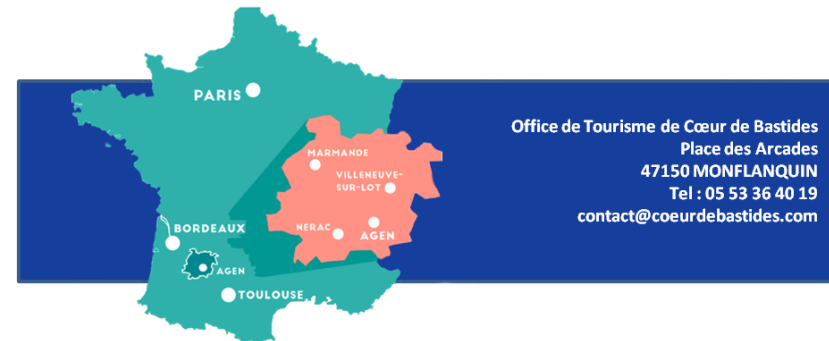 PARIS
MARMANDE
VILLENEUVE-
SUR-LOT
NERAC
AGEN
BORDEAUX
AGEN
TOULOUSE
Office de Tourisme de Cœur de Bastides
Place des Arcades
47150 MONFLANQUIN
Tel : 05 53 36 40 19
contact@coeurdebastides.com